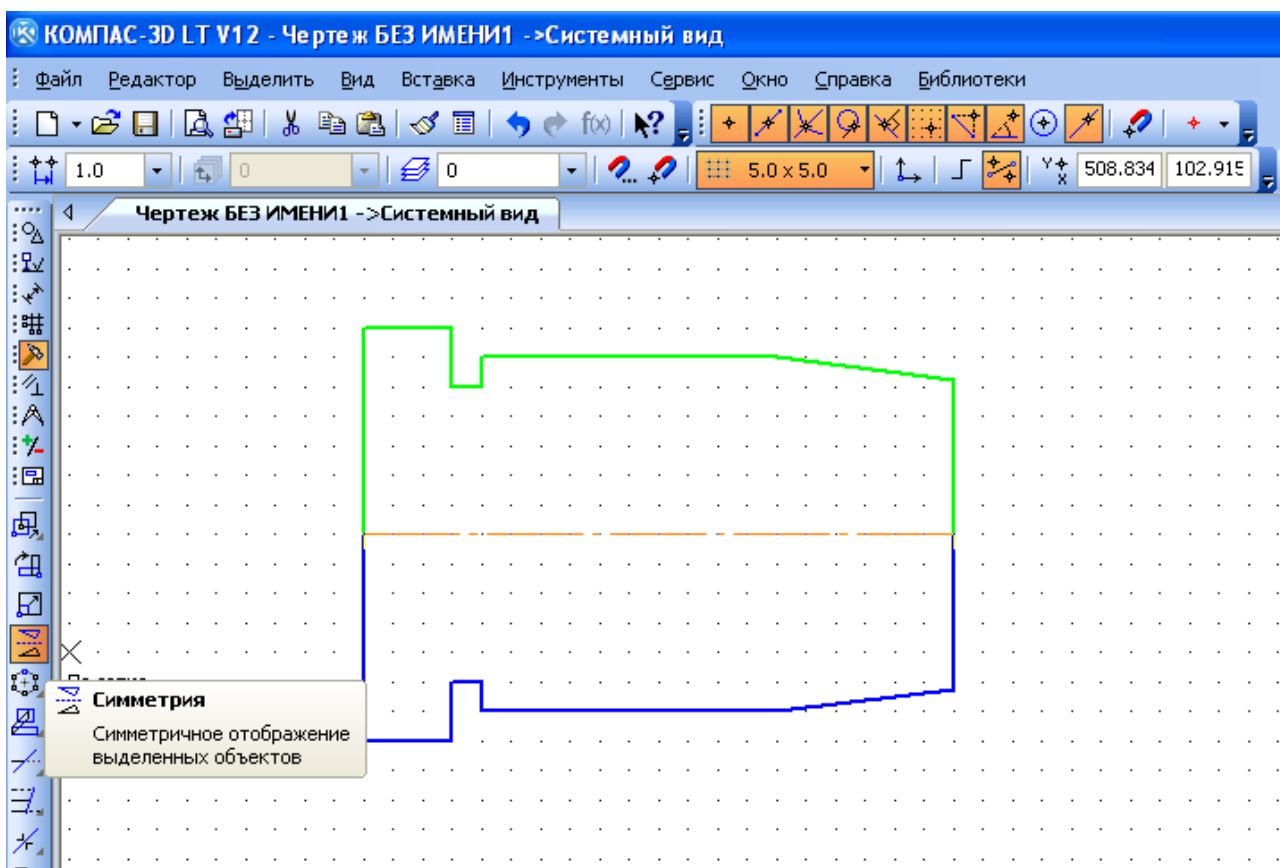 КОМПАС-3D LT V12 - Чертеж БЕЗ ИМЕНИ1 ->Системный вид
Файл Редактор Выделить Вид Вставка Инструменты Сервис Окно Справка Библиотеки
f(x)
1.0 0 0 5.0 x 5.0 Y X 508.834 102.915
Чертеж БЕЗ ИМЕНИ1 ->Системный вид
Симметрия
Симметричное отображение
выделенных объектов